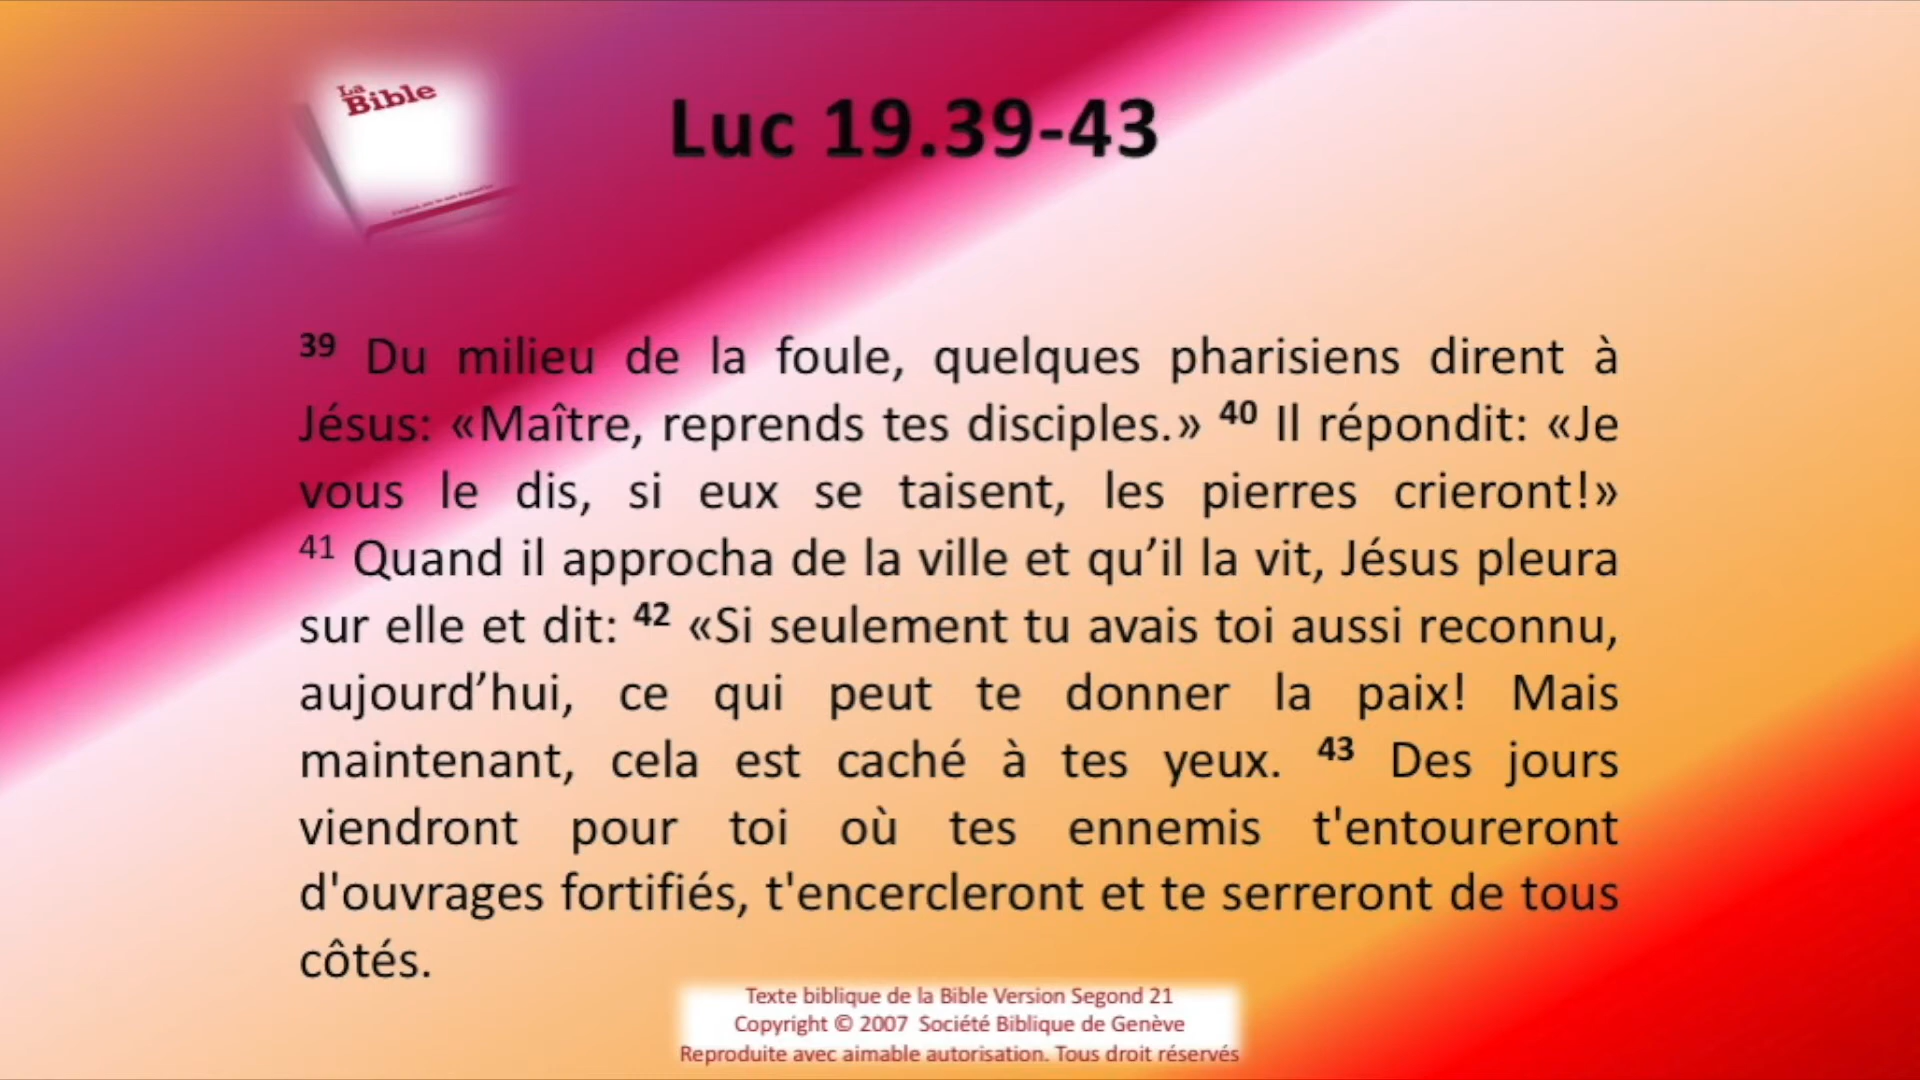 La
Bible
Luc 19.39-43
39 Du milieu de la foule, quelques pharisiens dirent à
Jésus: «Maître, reprends tes disciples.» 40 Il répondit: «Je
vous le dis, si eux se taisent, les pierres crieront!»
41 Quand il approcha de la ville et qu’il la vit, Jésus pleura
sur elle et dit: 42 «Si seulement tu avais toi aussi reconnu,
aujourd’hui, ce qui peut te donner la paix! Mais
maintenant, cela est caché à tes yeux. 43 Des jours
viendront pour toi où tes ennemis t'entoureront
d'ouvrages fortifiés, t'encercleront et te serreront de tous
côtés.
Texte biblique de la Bible Version Segond 21
Copyright © 2007 Société Biblique de Genève
Reproduite avec aimable autorisation. Tous droit réservés